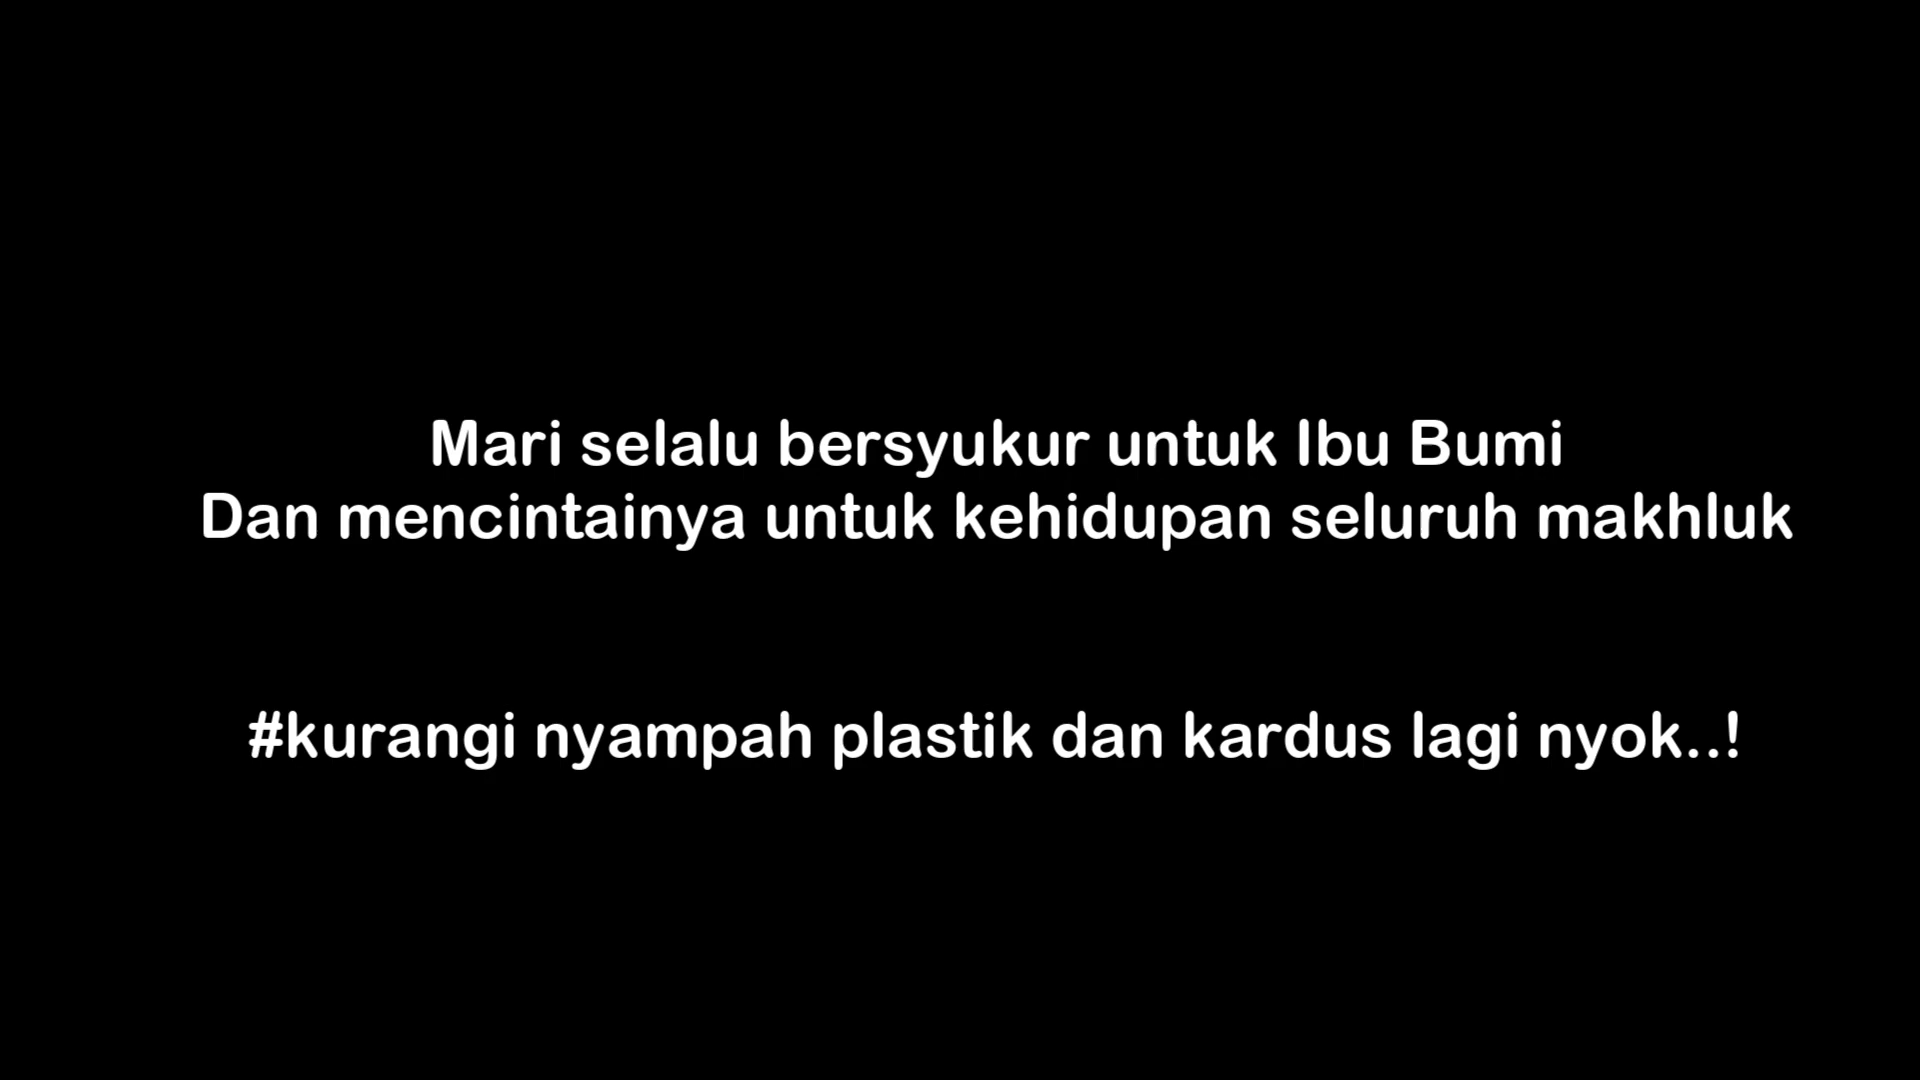 Mari selalu bersyukur untuk Ibu Bumi
Dan mencintainya untuk kehidupan seluruh makhluk
#kurangi nyampah plastik dan kardus lagi nyok..!